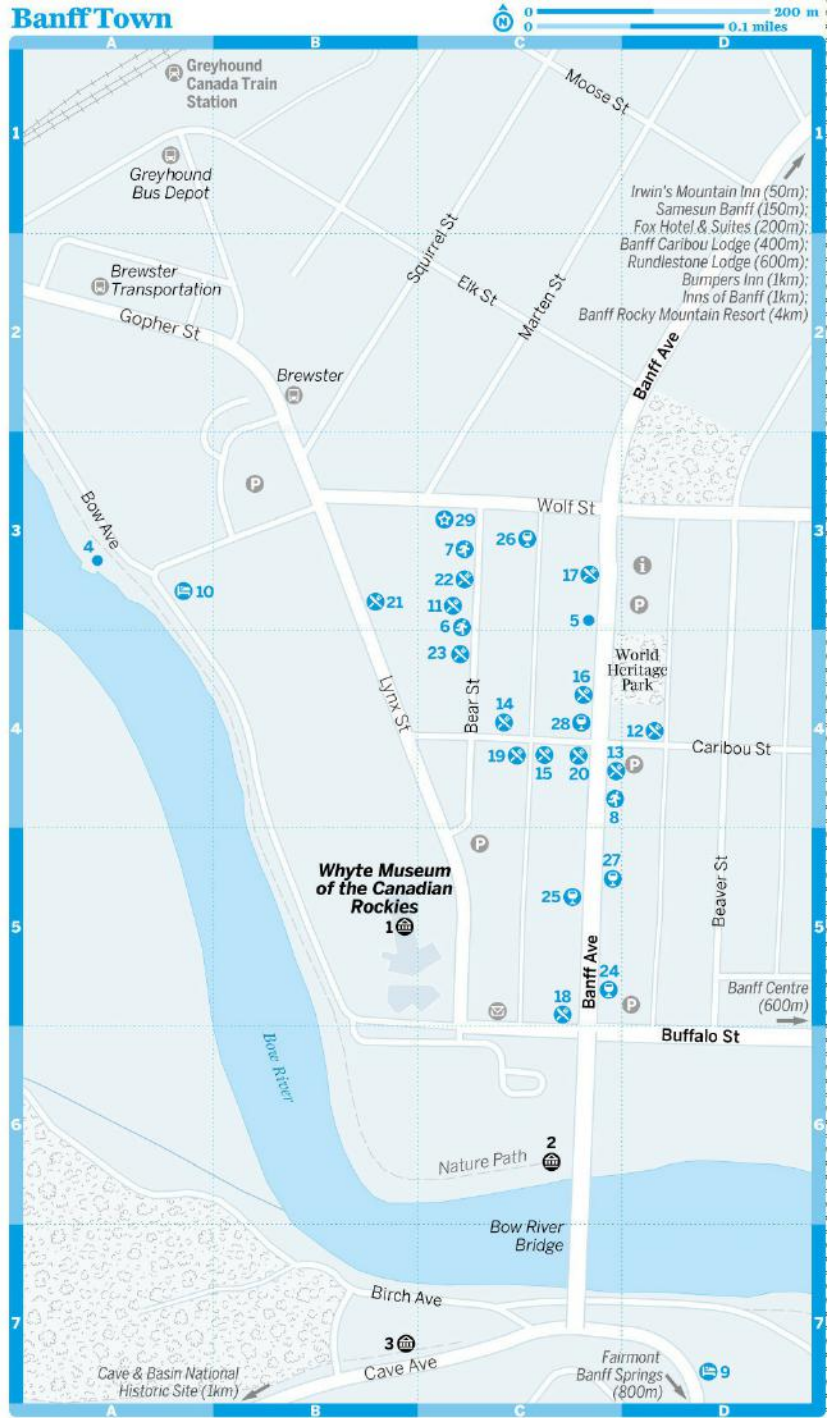 Banff Town
N
0 200 m
0 0.1 miles
A B C D
Greyhound
Canada Train
Station
Moose St
1 1
Greyhound
Bus Depot
Irwin's Mountain Inn (50m);
Samesun Banff (150m);
Fox Hotel & Suites (200m);
Banff Caribou Lodge (400m);
Rundlestone Lodge (600m);
Bumpers Inn (1km);
Inns of Banff (1km);
Banff Rocky Mountain Resort (4km)
Squirrel St
Elk St
Marten St
Brewster
Transportation
Gopher St
2 2
Banff Ave
Brewster
P
Wolf St
Bow Ave
3 3
29
26
7
4
22
17
i
10
21
11
P
5
6
23
World
Heritage
Park
16
Lynx St
Bear St
14
28
12
4 4
Caribou St
13
19
15
20
P
8
P
27
Whyte Museum
of the Canadian
Rockies
1
25
Beaver St
5 5
Banff Ave
24
18
P
Banff Centre
(600m)
Buffalo St
Bow River
6 6
2
Nature Path
Bow River
Bridge
Birch Ave
7 7
3
Cave Ave
Cave & Basin National
Historic Site (1km)
Fairmont
Banff Springs
(800m)
9
A B C D